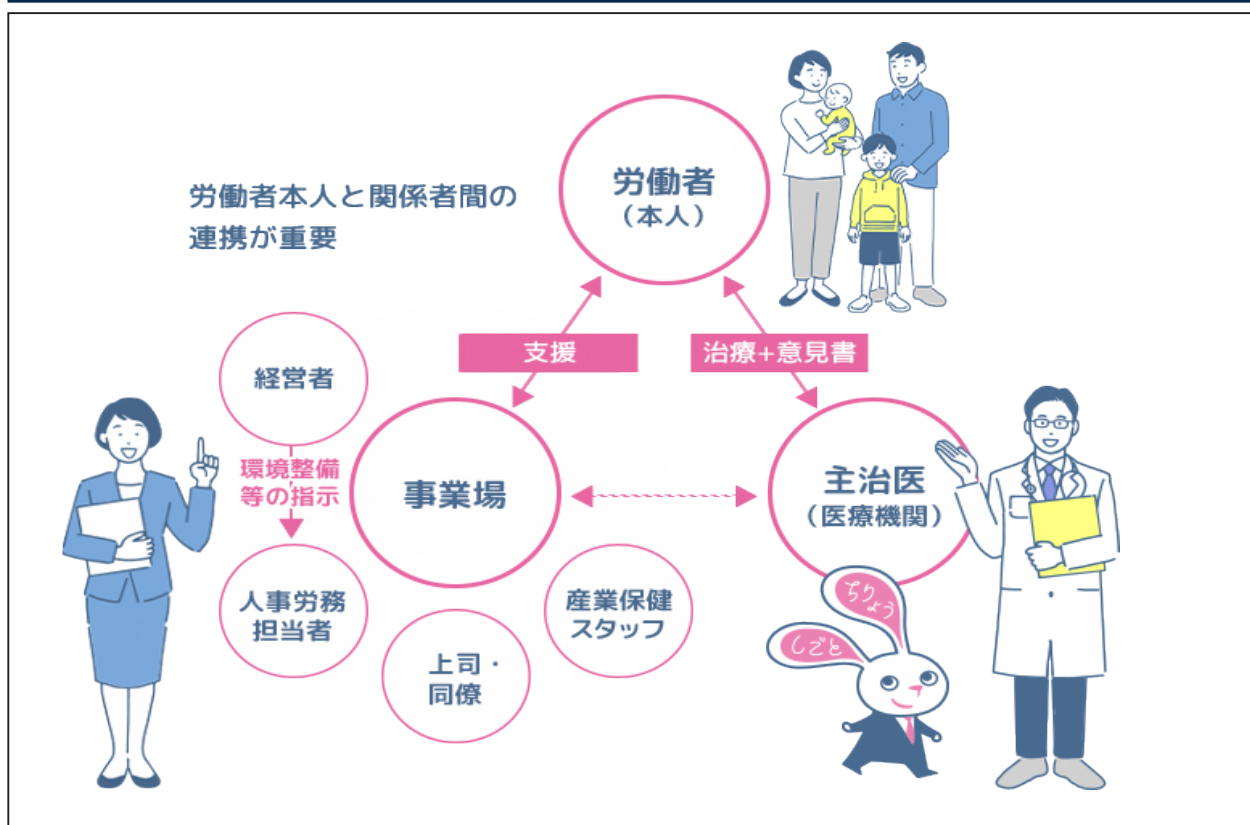 労働者本人と関係者間の
連携が重要
労働者
（本人）
支援
治療+意見書
経営者
環境整備
等の指示
事業場
主治医
（医療機関）
人事労務
担当者
上司・
同僚
産業保健
スタッフ
ちりょう
しごと